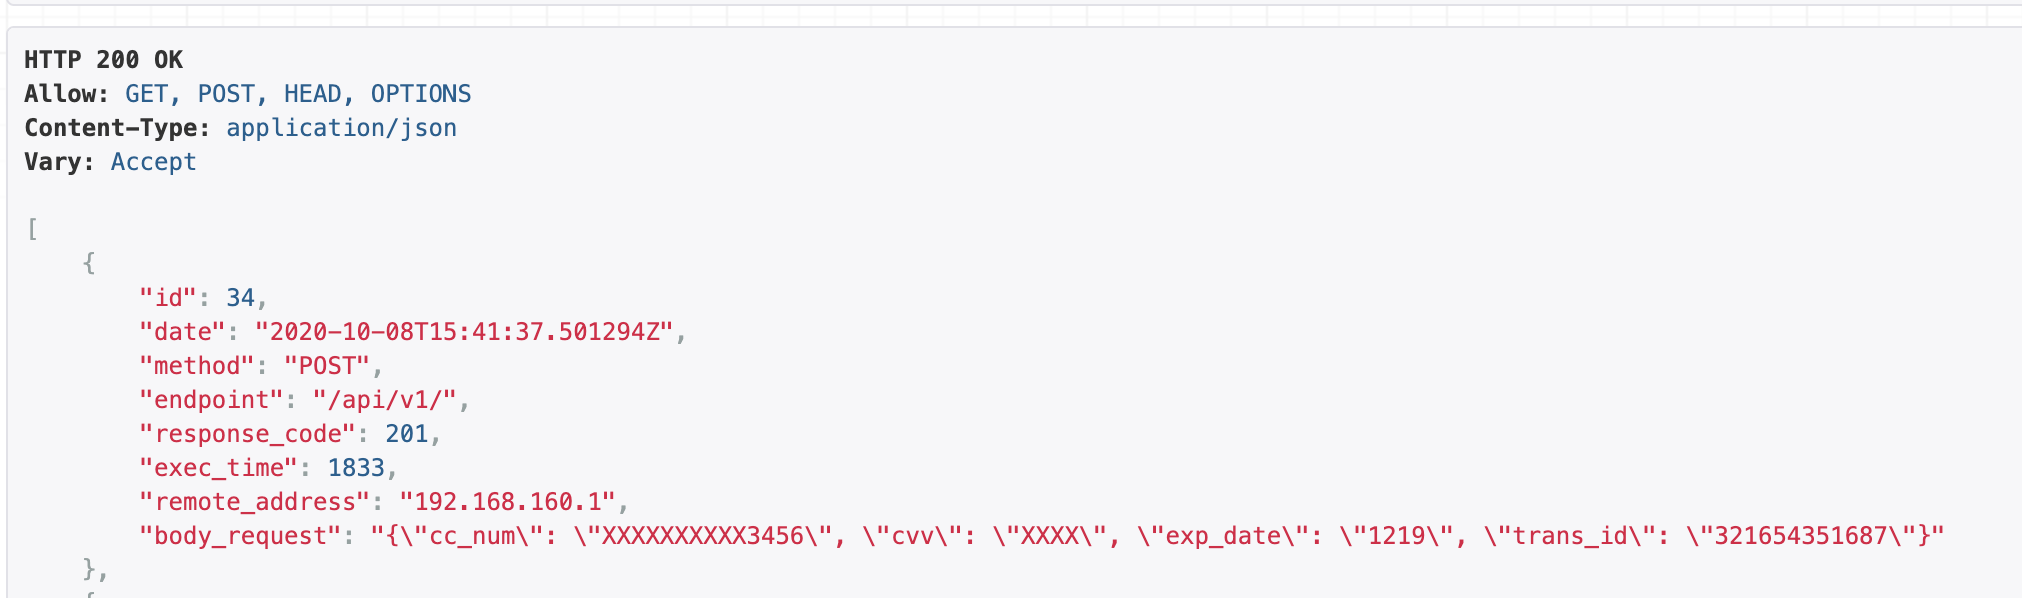 HTTP 200 OK
Allow: GET, POST, HEAD, OPTIONS
Content-Type: application/json
Vary: Accept
[
{
"id": 34,
"date": "2020-10-08T15:41:37.501294Z",
"method": "POST",
"endpoint": "/api/v1/",
"response_code": 201,
"exec_time": 1833,
"remote_address": "192.168.160.1",
"body_request": "{\"cc_num\": \"XXXXXXXXXX3456\", \"cvv\": \"XXXX\", \"exp_date\": \"1219\", \"trans_id\": \"321654351687\"}"
},
{